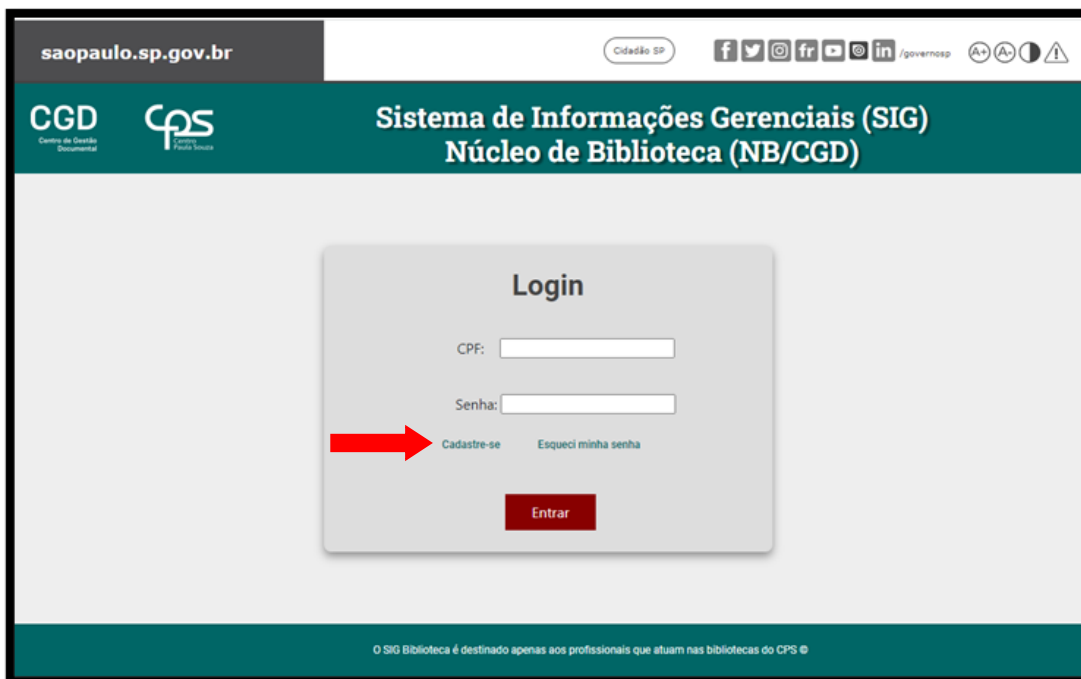 saopaulo.sp.gov.br
Cidadão SP
/governosp
A+ A-
CGD
Centro de Gestão
Documental
CPS
Centro
Paula Souza
Sistema de Informações Gerenciais (SIG)
Núcleo de Biblioteca (NB/CGD)
Login
CPF:
Senha:
Cadastre-se
Esqueci minha senha
Entrar
O SIG Biblioteca é destinado apenas aos profissionais que atuam nas bibliotecas do CPS ©